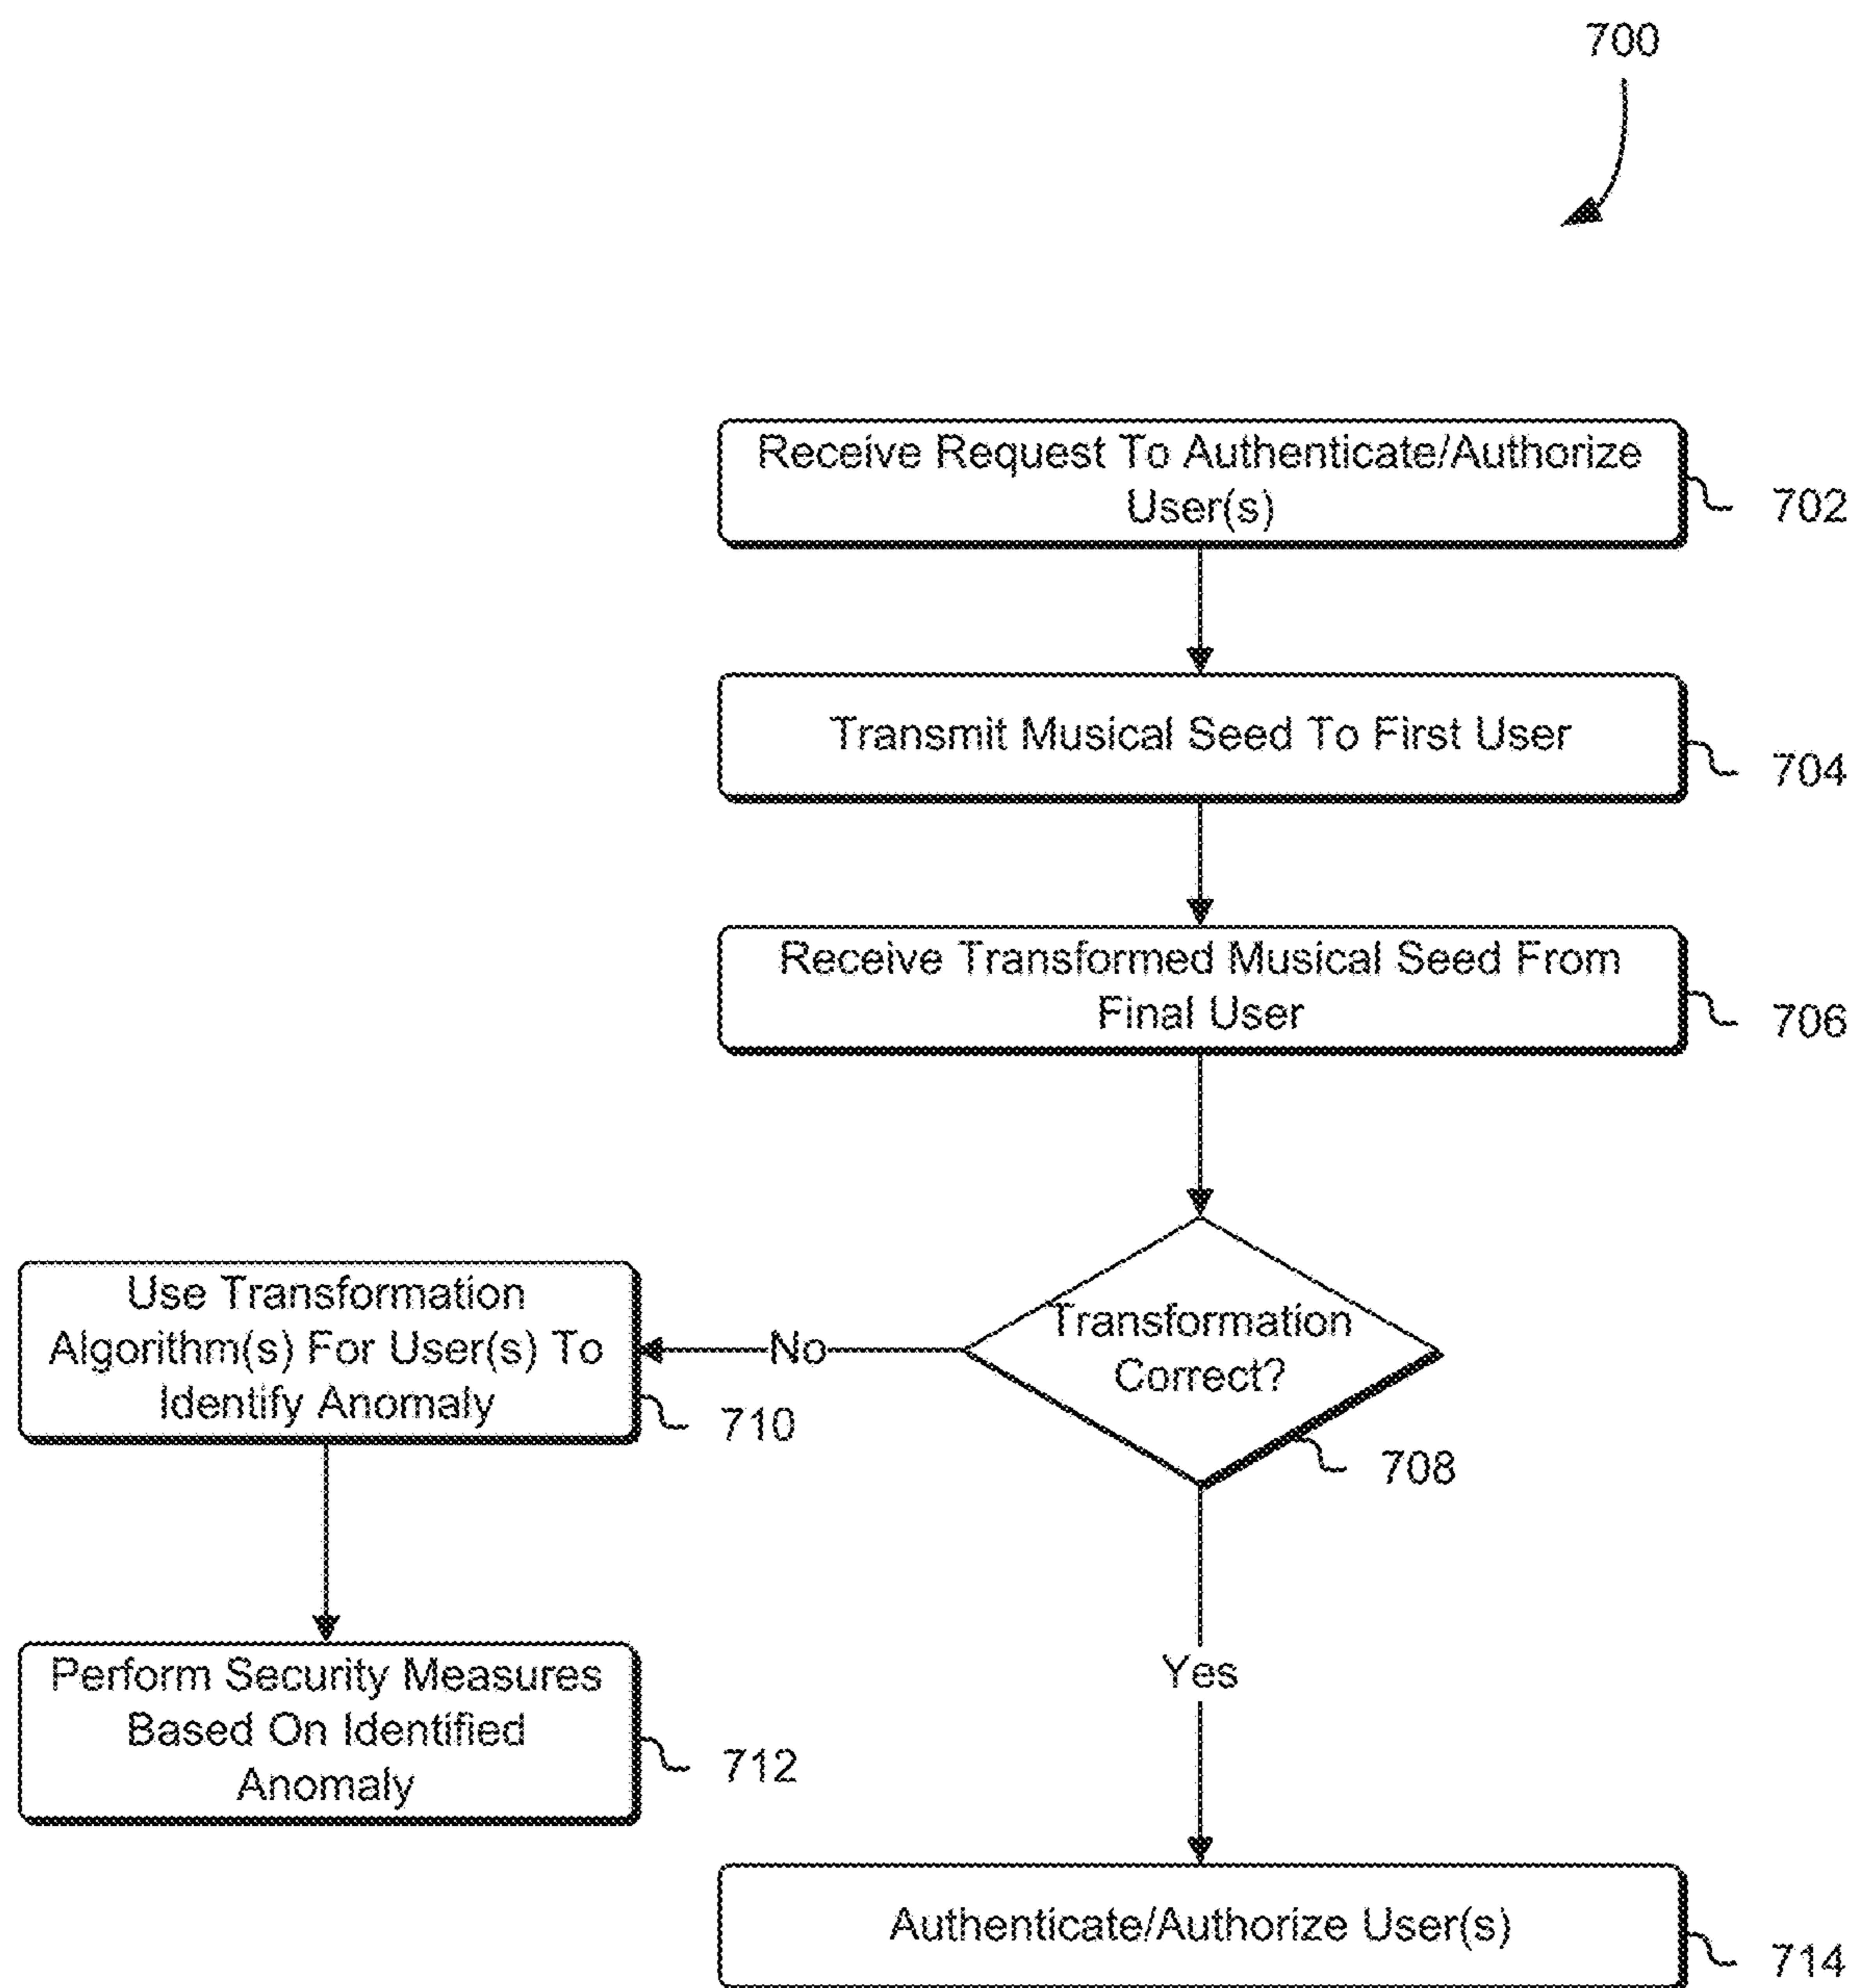 700
Receive Request To Authenticate/Authorize
User(s)
702
Transmit Musical Seed To First User
704
Receive Transformed Musical Seed From
Final User
706
Transformation
Correct?
708
No
Use Transformation
Algorithm(s) For User(s) To
Identify Anomaly
710
Perform Security Measures
Based On Identified
Anomaly
712
Yes
Authenticate/Authorize User(s)
714